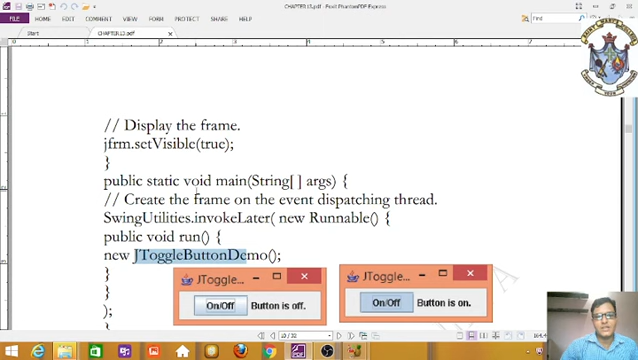 CHAPTER13.pdf - Foxit PhantomPDF Express
FILE HOME COMMENT VIEW FORM PROTECT SHARE HELP
Find
Start CHAPTER13.pdf
// Display the frame.
jfrm.setVisible(true);
}
public static void main(String[ ] args) {
// Create the frame on the event dispatching thread.
SwingUtilities.invokeLater( new Runnable() {
public void run() {
new JToggleButtonDemo();
}
}
);
}
JToggle...
On/Off Button is off.
JToggle...
On/Off Button is on.